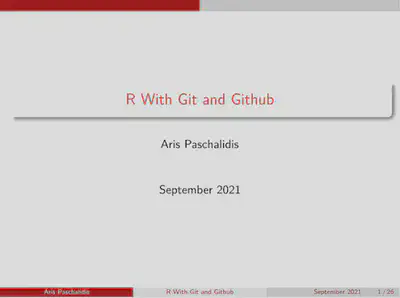 R With Git and Github
Aris Paschalidis
September 2021
Aris Paschalidis R With Git and Github September 2021 1 / 26